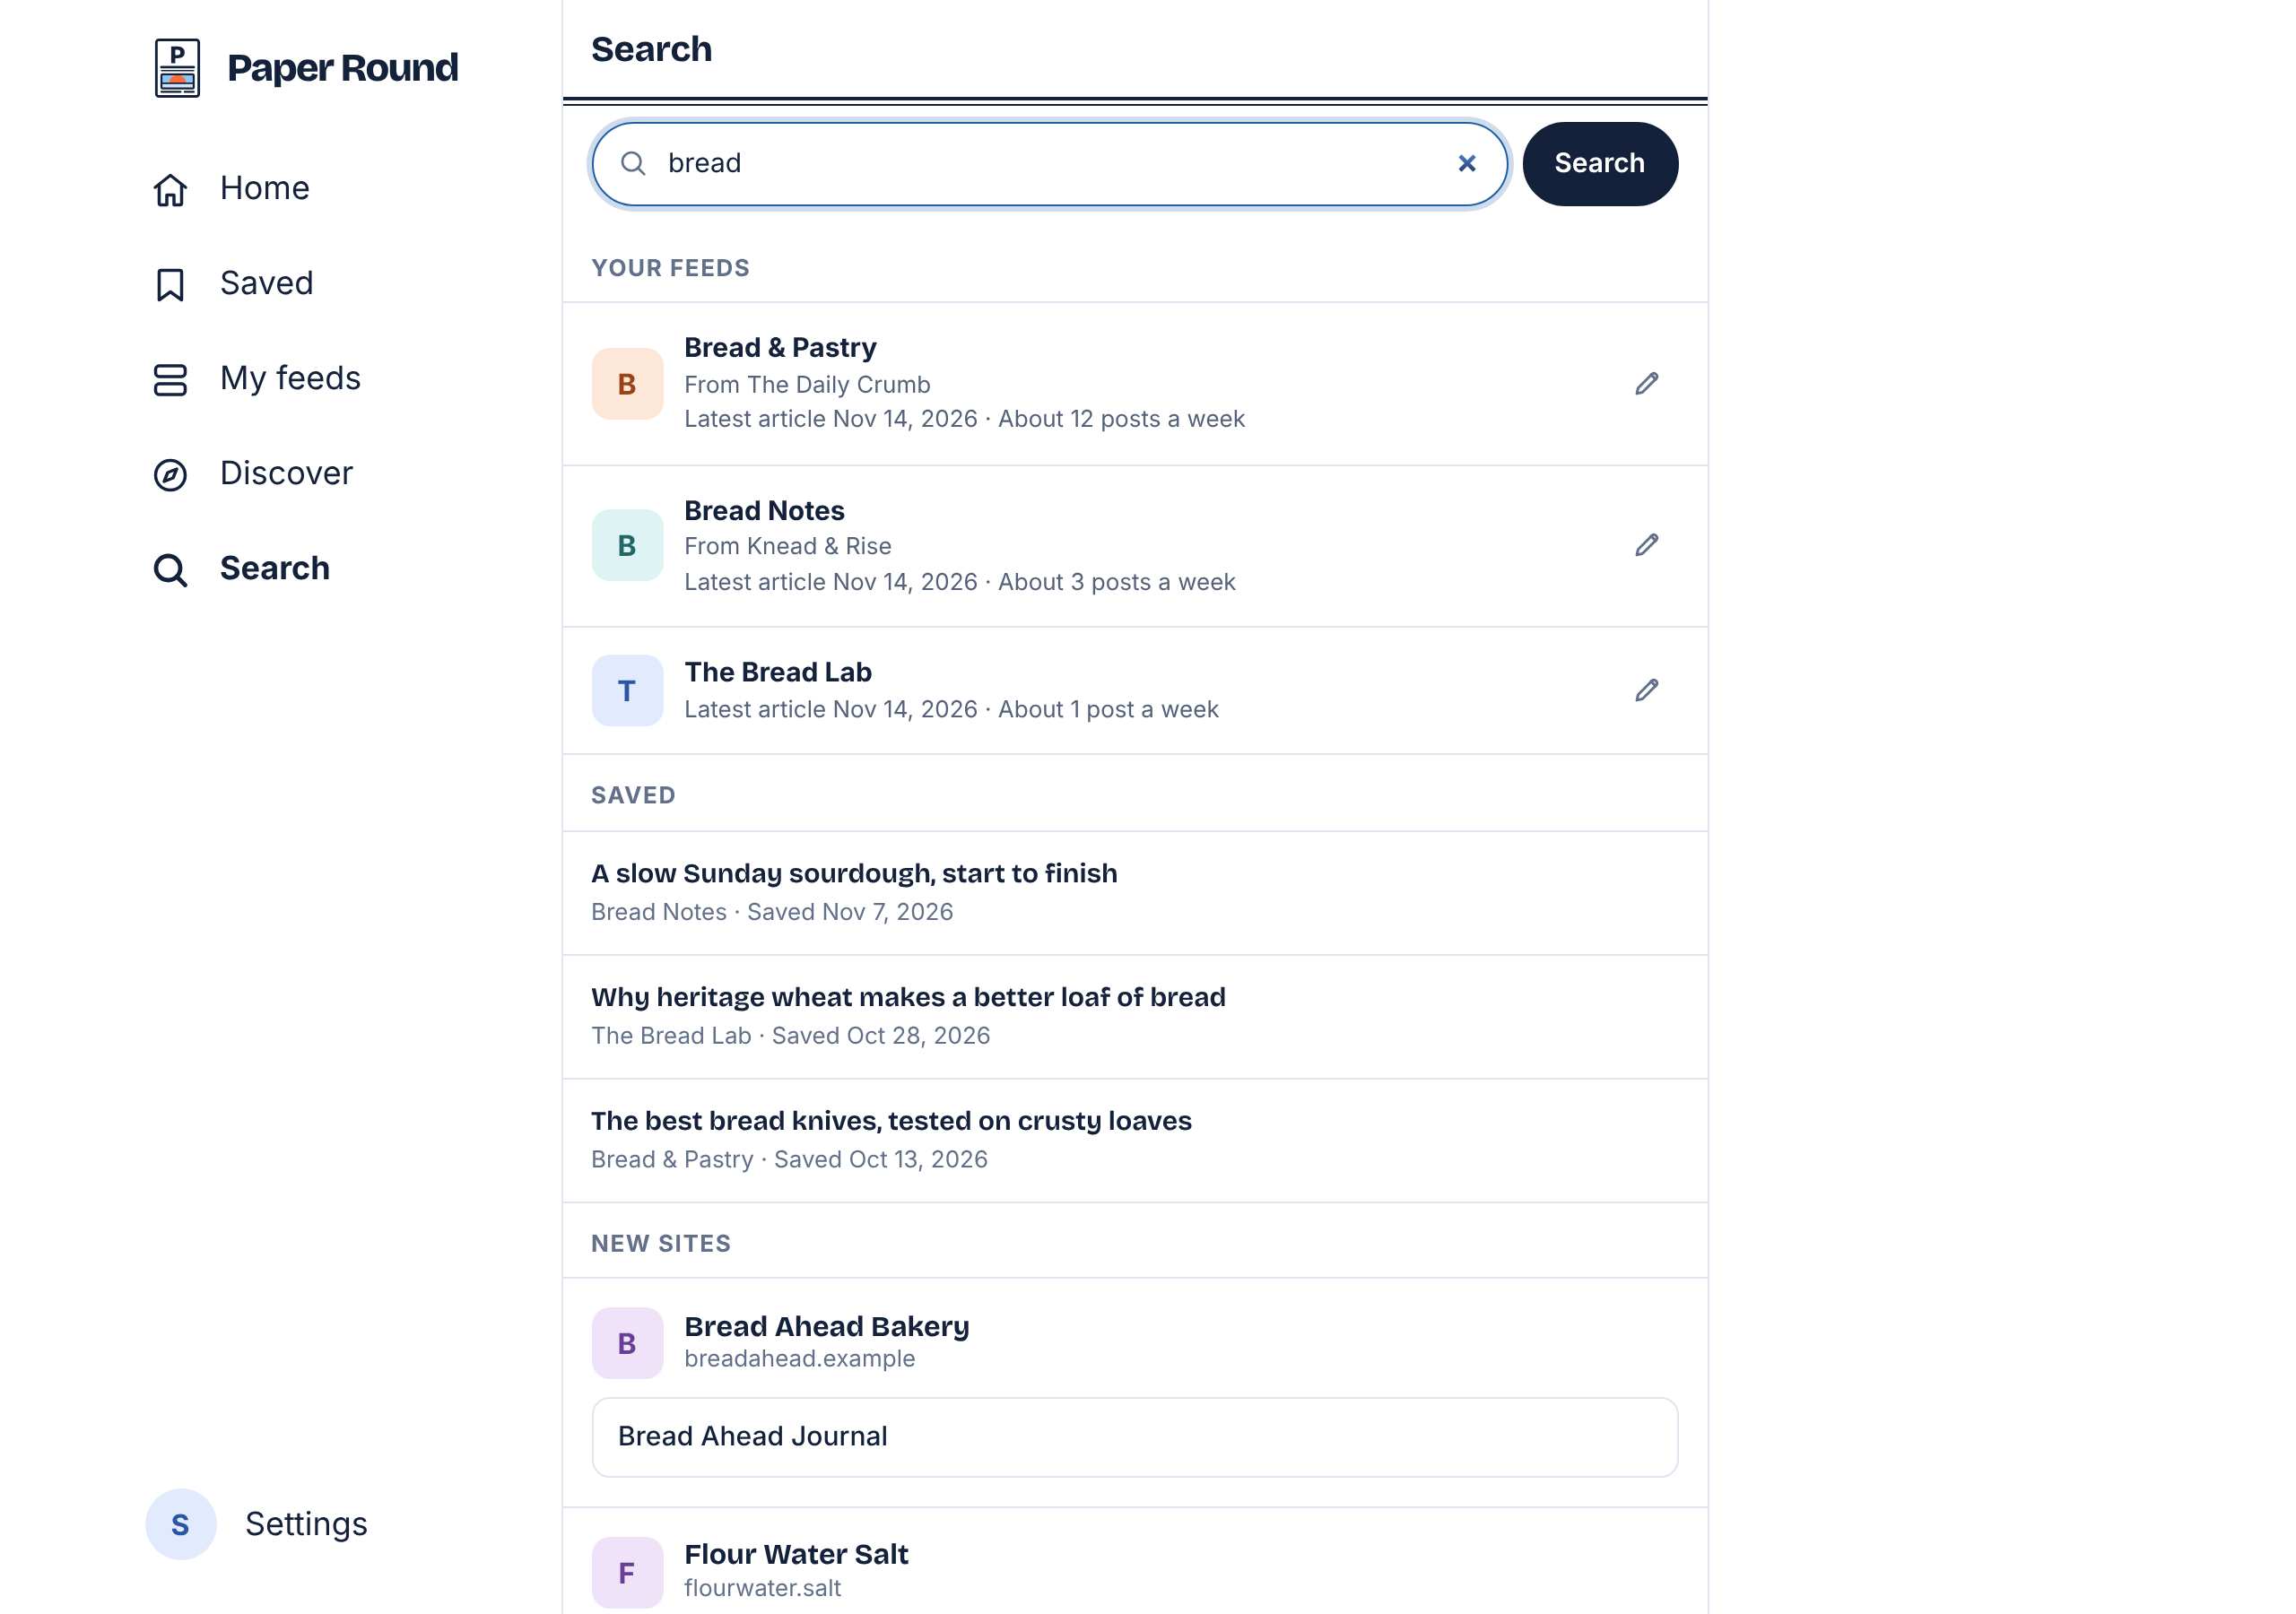 P
Paper Round
Home
Saved
My feeds
Discover
Search
S
Settings
Search
bread
Search
YOUR FEEDS
B
Bread & Pastry
From The Daily Crumb
Latest article Nov 14, 2026 · About 12 posts a week
B
Bread Notes
From Knead & Rise
Latest article Nov 14, 2026 · About 3 posts a week
T
The Bread Lab
Latest article Nov 14, 2026 · About 1 post a week
SAVED
A slow Sunday sourdough, start to finish
Bread Notes · Saved Nov 7, 2026
Why heritage wheat makes a better loaf of bread
The Bread Lab · Saved Oct 28, 2026
The best bread knives, tested on crusty loaves
Bread & Pastry · Saved Oct 13, 2026
NEW SITES
B
Bread Ahead Bakery
breadahead.example
Bread Ahead Journal
F
Flour Water Salt
flourwater.salt